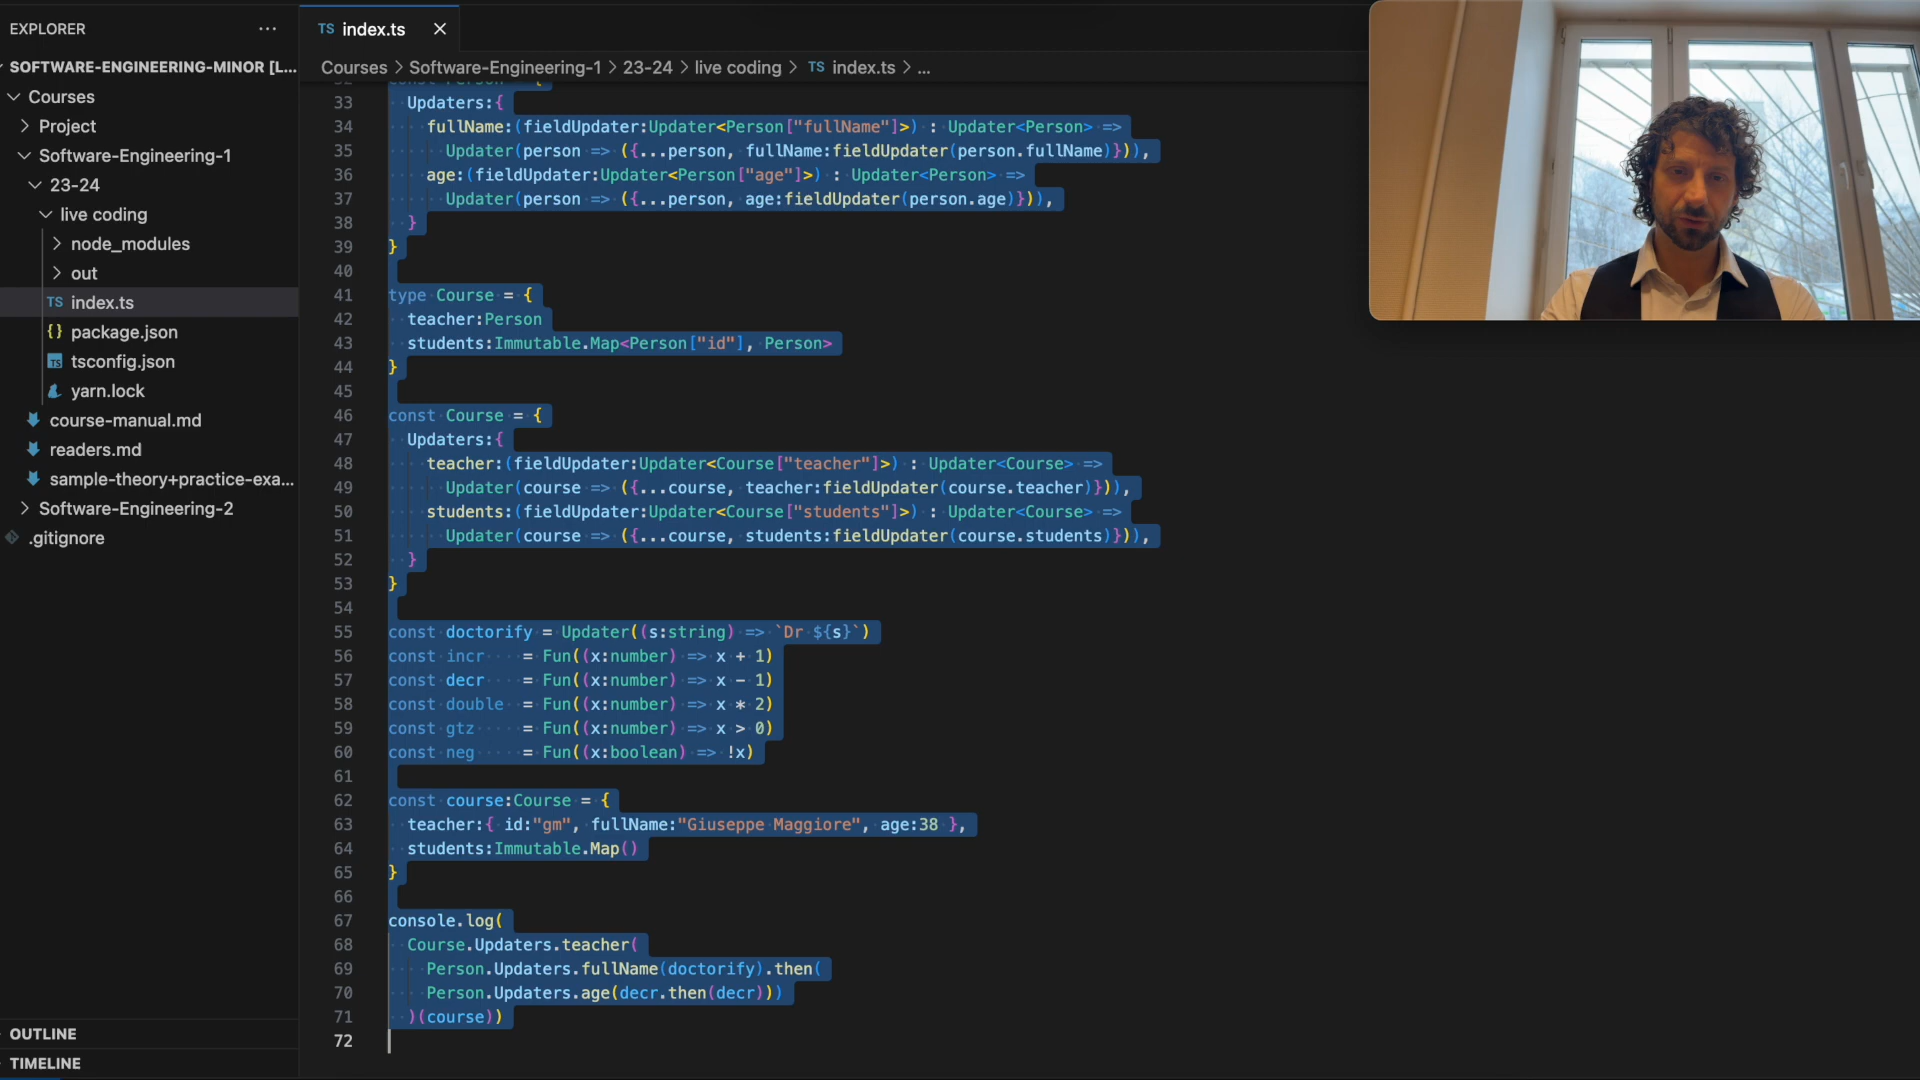 EXPLORER
SOFTWARE-ENGINEERING-MINOR [L...
Courses
Project
Software-Engineering-1
23-24
live coding
node_modules
out
TS index.ts
{} package.json
TS tsconfig.json
yarn.lock
course-manual.md
readers.md
sample-theory+practice-exa...
Software-Engineering-2
.gitignore
OUTLINE
TIMELINE
TS index.ts
Courses > Software-Engineering-1 > 23-24 > live coding > TS index.ts > ...
33 Updaters:{
34 fullName:(fieldUpdater:Updater<Person["fullName"]>) : Updater<Person> =>
35 Updater(person => ({...person, fullName:fieldUpdater(person.fullName)})),
36 age:(fieldUpdater:Updater<Person["age"]>) : Updater<Person> =>
37 Updater(person => ({...person, age:fieldUpdater(person.age)})),
38 }
39 }
40
41 type Course = {
42 teacher:Person
43 students:Immutable.Map<Person["id"], Person>
44 }
45
46 const Course = {
47 Updaters:{
48 teacher:(fieldUpdater:Updater<Course["teacher"]>) : Updater<Course> =>
49 Updater(course => ({...course, teacher:fieldUpdater(course.teacher)})),
50 students:(fieldUpdater:Updater<Course["students"]>) : Updater<Course> =>
51 Updater(course => ({...course, students:fieldUpdater(course.students)})),
52 }
53 }
54
55 const doctorify = Updater((s:string) => `Dr ${s}`)
56 const incr = Fun((x:number) => x + 1)
57 const decr = Fun((x:number) => x - 1)
58 const double = Fun((x:number) => x * 2)
59 const gtz = Fun((x:number) => x > 0)
60 const neg = Fun((x:boolean) => !x)
61
62 const course:Course = {
63 teacher:{ id:"gm", fullName:"Giuseppe Maggiore", age:38 },
64 students:Immutable.Map()
65 }
66
67 console.log(
68 Course.Updaters.teacher(
69 Person.Updaters.fullName(doctorify).then(
70 Person.Updaters.age(decr.then(decr)))
71 )(course))
72